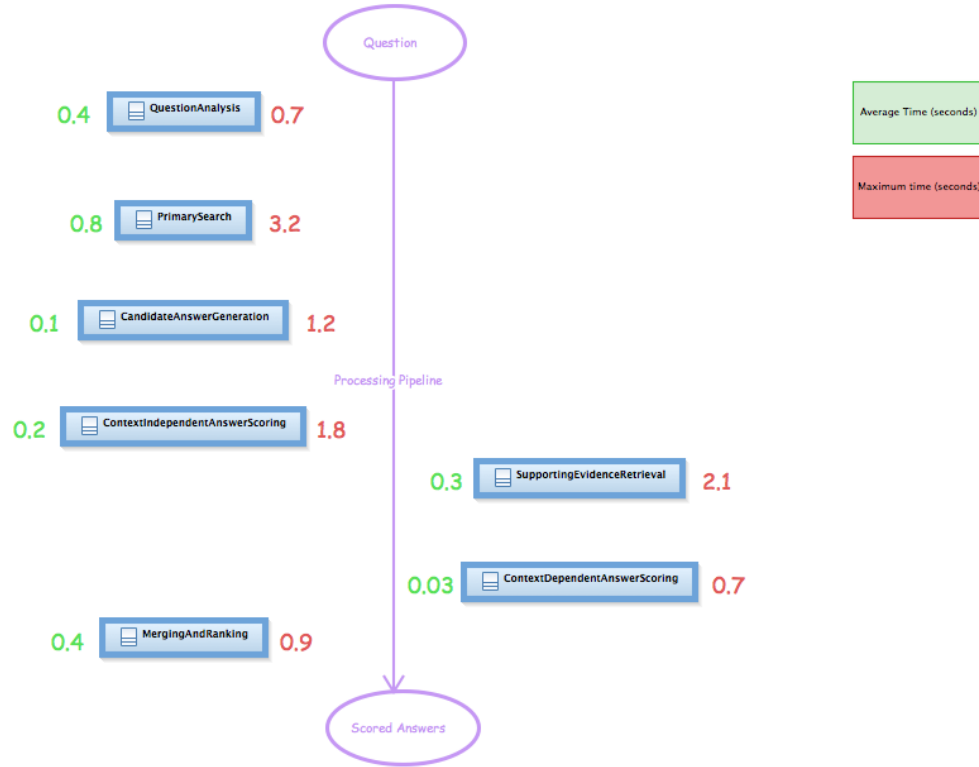 Question
0.4 QuestionAnalysis 0.7
Average Time (seconds)
Maximum time (seconds)
0.8 PrimarySearch 3.2
0.1 CandidateAnswerGeneration 1.2
Processing Pipeline
0.2 ContextIndependentAnswerScoring 1.8
0.3 SupportingEvidenceRetrieval 2.1
0.03 ContextDependentAnswerScoring 0.7
0.4 MergingAndRanking 0.9
Scored Answers